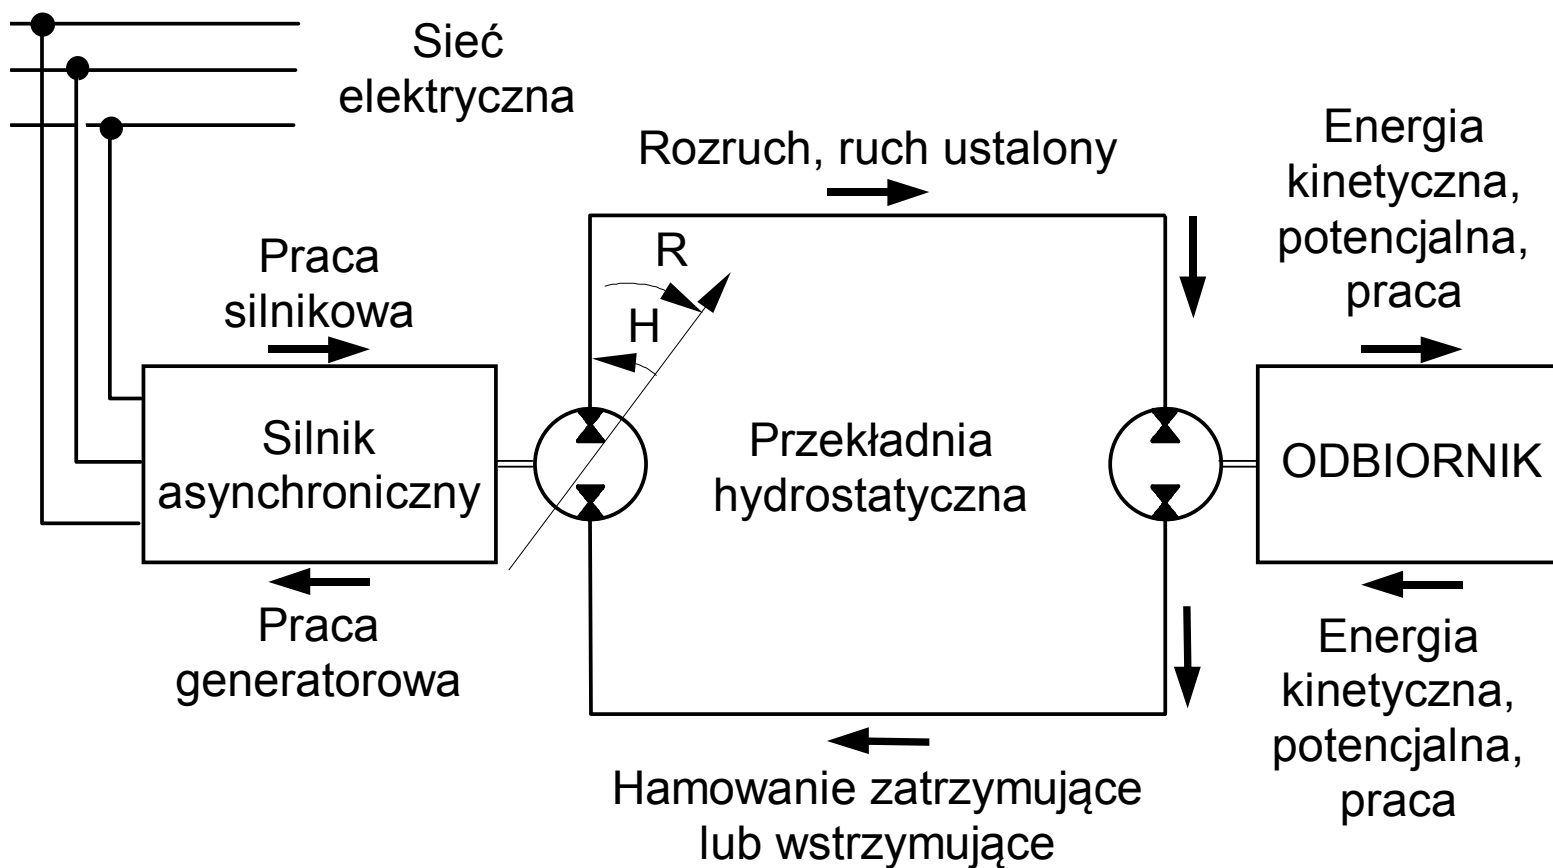 Sieć
elektryczna
Rozruch, ruch ustalony
Energia
kinetyczna,
potencjalna,
praca
Praca
silnikowa
R
H
Silnik
asynchroniczny
Przekładnia
hydrostatyczna
ODBIORNIK
Praca
generatorowa
Energia
kinetyczna,
potencjalna,
praca
Hamowanie zatrzymujące
lub wstrzymujące